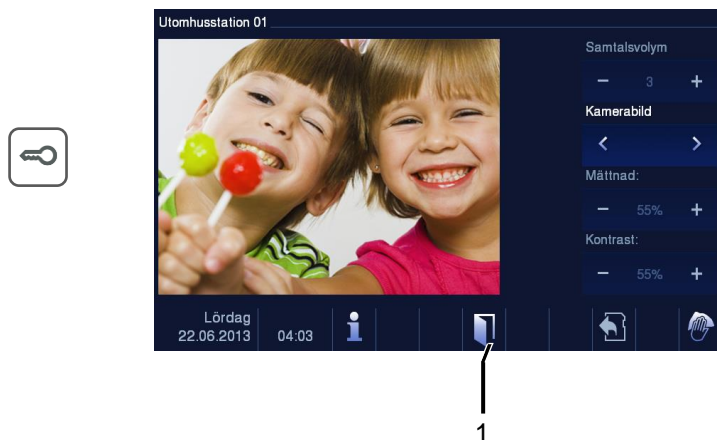 Utomhusstation 01
Samtalsvolym
− 3 +
Kamerabild
< >
Mättnad:
− 55% +
Kontrast:
− 55% +
Lördag
22.06.2013 04:03
1